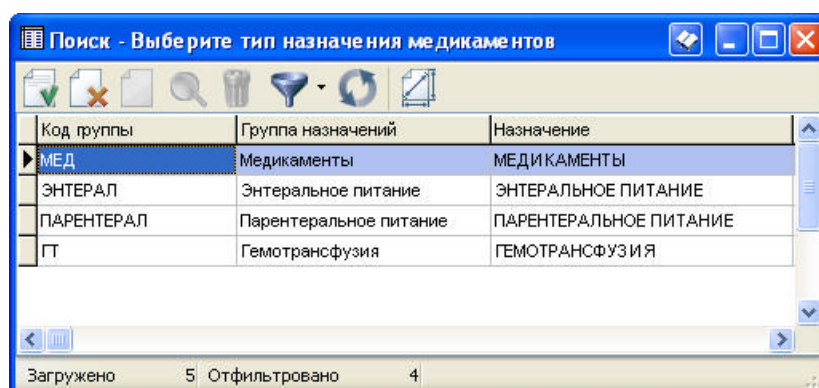 Поиск - Выберите тип назначения медикаментов
Код группы Группа назначений Назначение
МЕД Медикаменты МЕДИКАМЕНТЫ
ЭНТЕРАЛ Энтеральное питание ЭНТЕРАЛЬНОЕ ПИТАНИЕ
ПАРЕНТЕРАЛ Парентеральное питание ПАРЕНТЕРАЛЬНОЕ ПИТАНИЕ
ГТ Гемотрансфузия ГЕМОТРАНСФУЗИЯ
Загружено 5 Отфильтровано 4